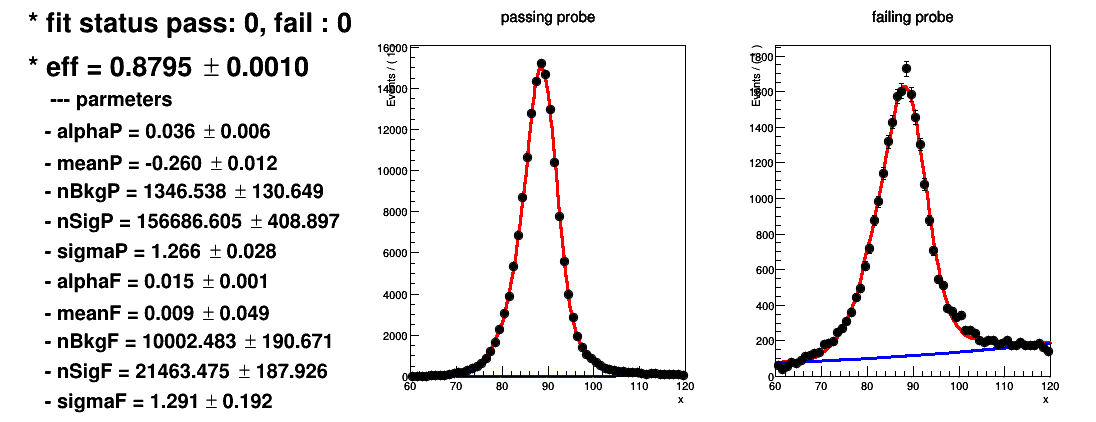 * fit status pass: 0, fail : 0
* eff = 0.8795 ± 0.0010
--- parmeters
- alphaP = 0.036 ± 0.006
- meanP = -0.260 ± 0.012
- nBkgP = 1346.538 ± 130.649
- nSigP = 156686.605 ± 408.897
- sigmaP = 1.266 ± 0.028
- alphaF = 0.015 ± 0.001
- meanF = 0.009 ± 0.049
- nBkgF = 10002.483 ± 190.671
- nSigF = 21463.475 ± 187.926
- sigmaF = 1.291 ± 0.192
passing probe
Events / ( 1 )
16000
14000
12000
10000
8000
6000
4000
2000
0
60 70 80 90 100 110 120
x
failing probe
Events / ( 1 )
1800
1600
1400
1200
1000
800
600
400
200
0
60 70 80 90 100 110 120
x